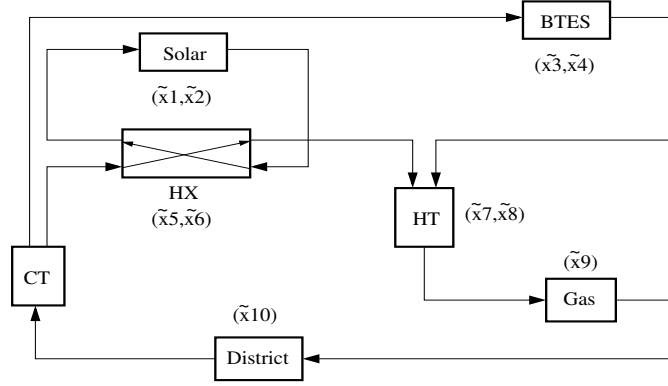 BTES
(x̃3,x̃4)
Solar
(x̃1,x̃2)
HX
(x̃5,x̃6)
HT
(x̃7,x̃8)
CT
(x̃9)
Gas
(x̃10)
District